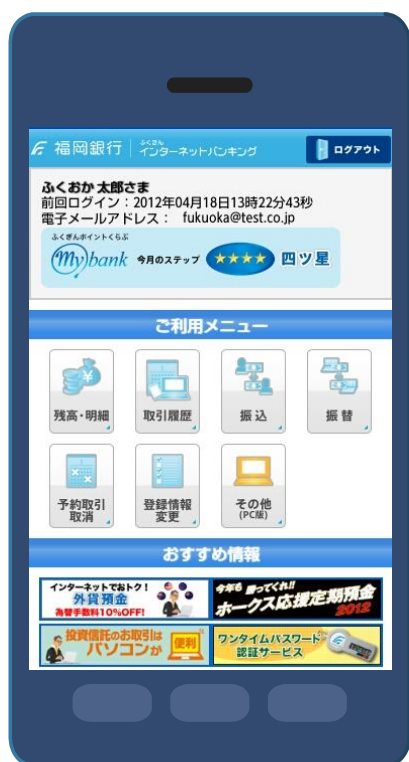 福岡銀行 ふくぎん インターネットバンキング ログアウト
ふくおか 太郎さま
前回ログイン：2012年04月18日13時22分43秒
電子メールアドレス： fukuoka@test.co.jp
ふくぎんポイントくらぶ
Mybank 今月のステップ ★★★★ 四ツ星
ご利用メニュー
残高・明細 取引履歴 振込 振替
予約取引取消 登録情報変更 その他(PC版)
おすすめ情報
インターネットでおトク！
外貨預金
為替手数料10%OFF!
今年も 獲ってくれ!!
ホークス応援定期預金
2012
投資信託のお取引は
パソコンが 便利
ワンタイムパスワード
認証サービス